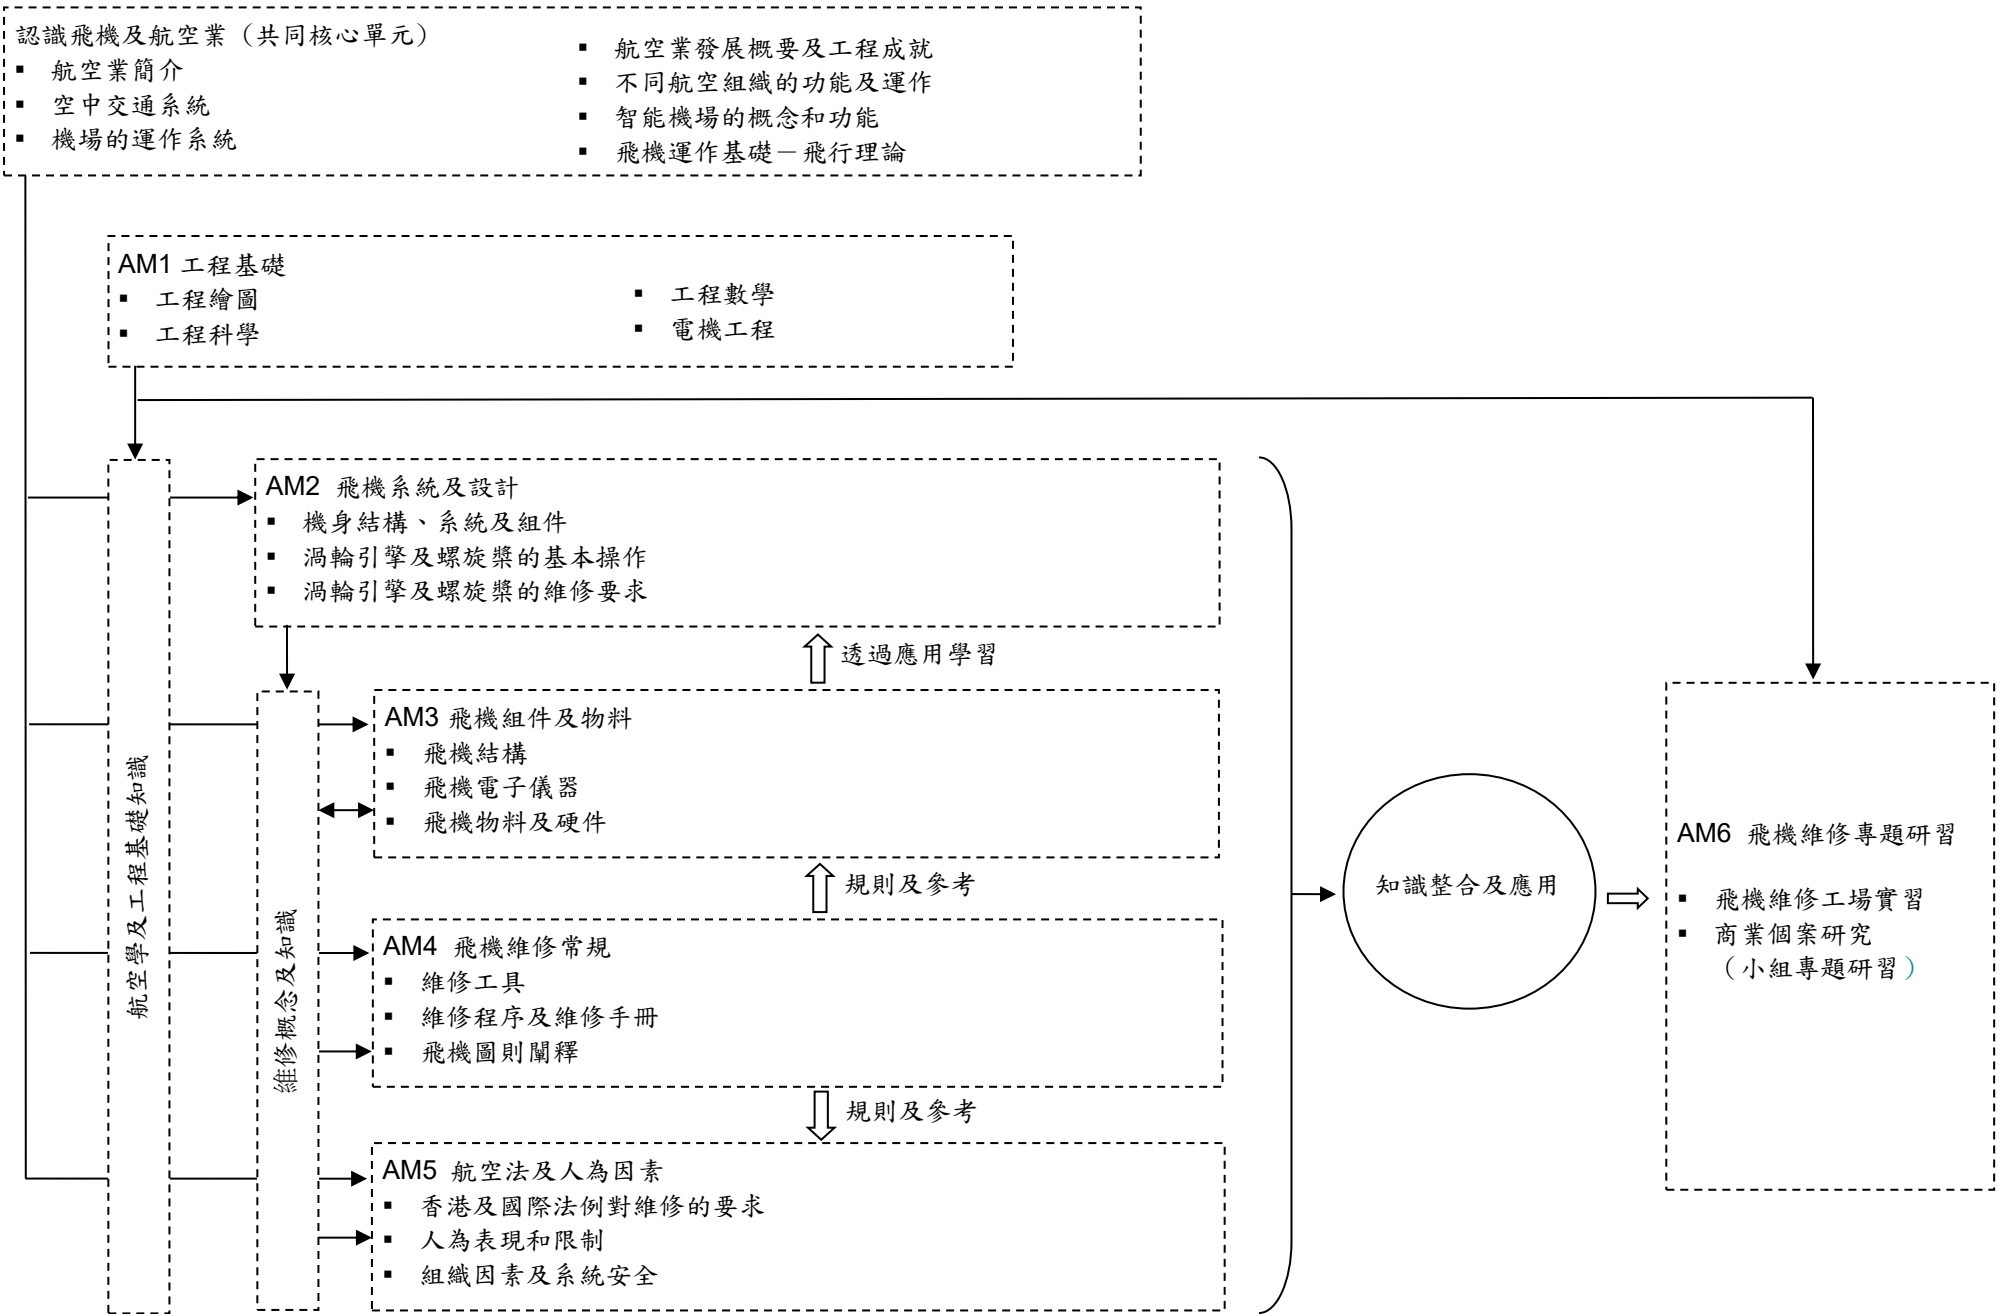 認識飛機及航空業（共同核心單元）
▪ 航空業簡介
▪ 空中交通系統
▪ 機場的運作系統
▪ 航空業發展概要及工程成就
▪ 不同航空組織的功能及運作
▪ 智能機場的概念和功能
▪ 飛機運作基礎－飛行理論
AM1 工程基礎
▪ 工程繪圖
▪ 工程科學
▪ 工程數學
▪ 電機工程
航空學及工程基礎知識
AM2 飛機系統及設計
▪ 機身結構、系統及組件
▪ 渦輪引擎及螺旋槳的基本操作
▪ 渦輪引擎及螺旋槳的維修要求
透過應用學習
維修概念及知識
AM3 飛機組件及物料
▪ 飛機結構
▪ 飛機電子儀器
▪ 飛機物料及硬件
規則及參考
AM4 飛機維修常規
▪ 維修工具
▪ 維修程序及維修手冊
▪ 飛機圖則闡釋
規則及參考
AM5 航空法及人為因素
▪ 香港及國際法例對維修的要求
▪ 人為表現和限制
▪ 組織因素及系統安全
知識整合及應用
AM6 飛機維修專題研習
▪ 飛機維修工場實習
▪ 商業個案研究
（小組專題研習）